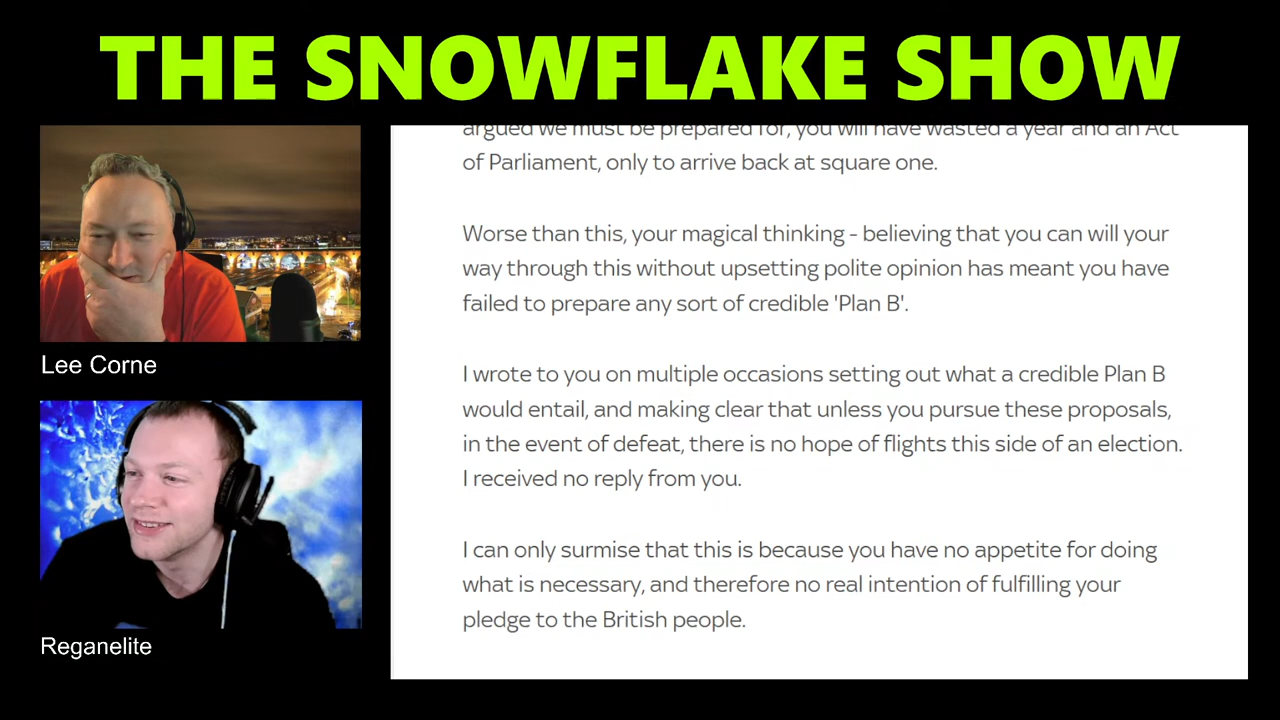 THE SNOWFLAKE SHOW
argued we must be prepared for, you will have wasted a year and an Act
of Parliament, only to arrive back at square one.
Worse than this, your magical thinking - believing that you can will your
way through this without upsetting polite opinion has meant you have
failed to prepare any sort of credible 'Plan B'.
I wrote to you on multiple occasions setting out what a credible Plan B
would entail, and making clear that unless you pursue these proposals,
in the event of defeat, there is no hope of flights this side of an election.
I received no reply from you.
I can only surmise that this is because you have no appetite for doing
what is necessary, and therefore no real intention of fulfilling your
pledge to the British people.
Lee Corne
Reganelite